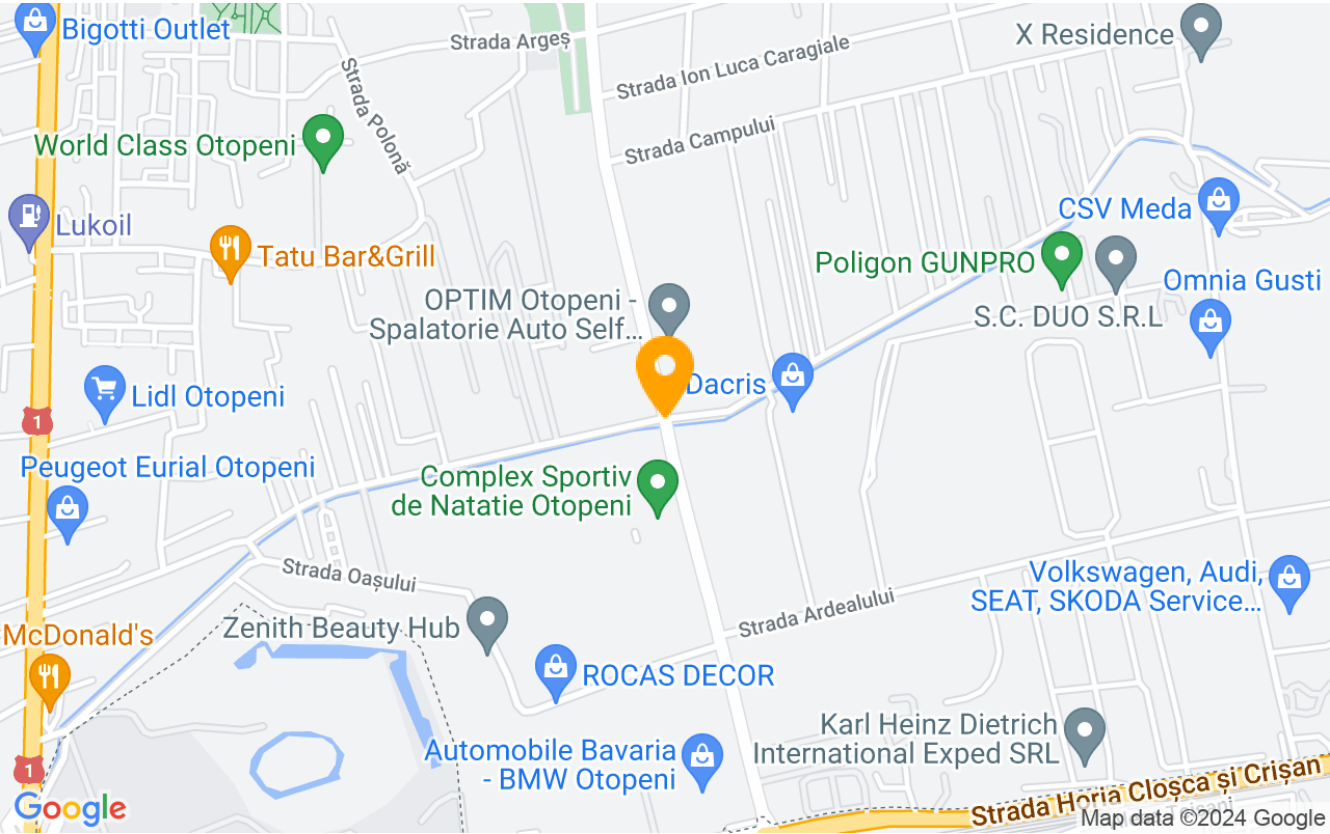 Bigotti Outlet
Strada Argeș
X Residence
Strada Ion Luca Caragiale
Strada Polonă
Strada Campului
World Class Otopeni
CSV Meda
Lukoil
Tatu Bar&Grill
Poligon GUNPRO
Omnia Gusti
OPTIM Otopeni -
Spalatorie Auto Self...
S.C. DUO S.R.L
Dacris
Lidl Otopeni
1
Peugeot Eurial Otopeni
Complex Sportiv
de Natatie Otopeni
Strada Oașului
Volkswagen, Audi,
SEAT, SKODA Service...
Strada Ardealului
Zenith Beauty Hub
McDonald's
ROCAS DECOR
Karl Heinz Dietrich
International Exped SRL
Automobile Bavaria
- BMW Otopeni
1
Strada Horia Cloșca și Crișan
Google
Map data ©2024 Google